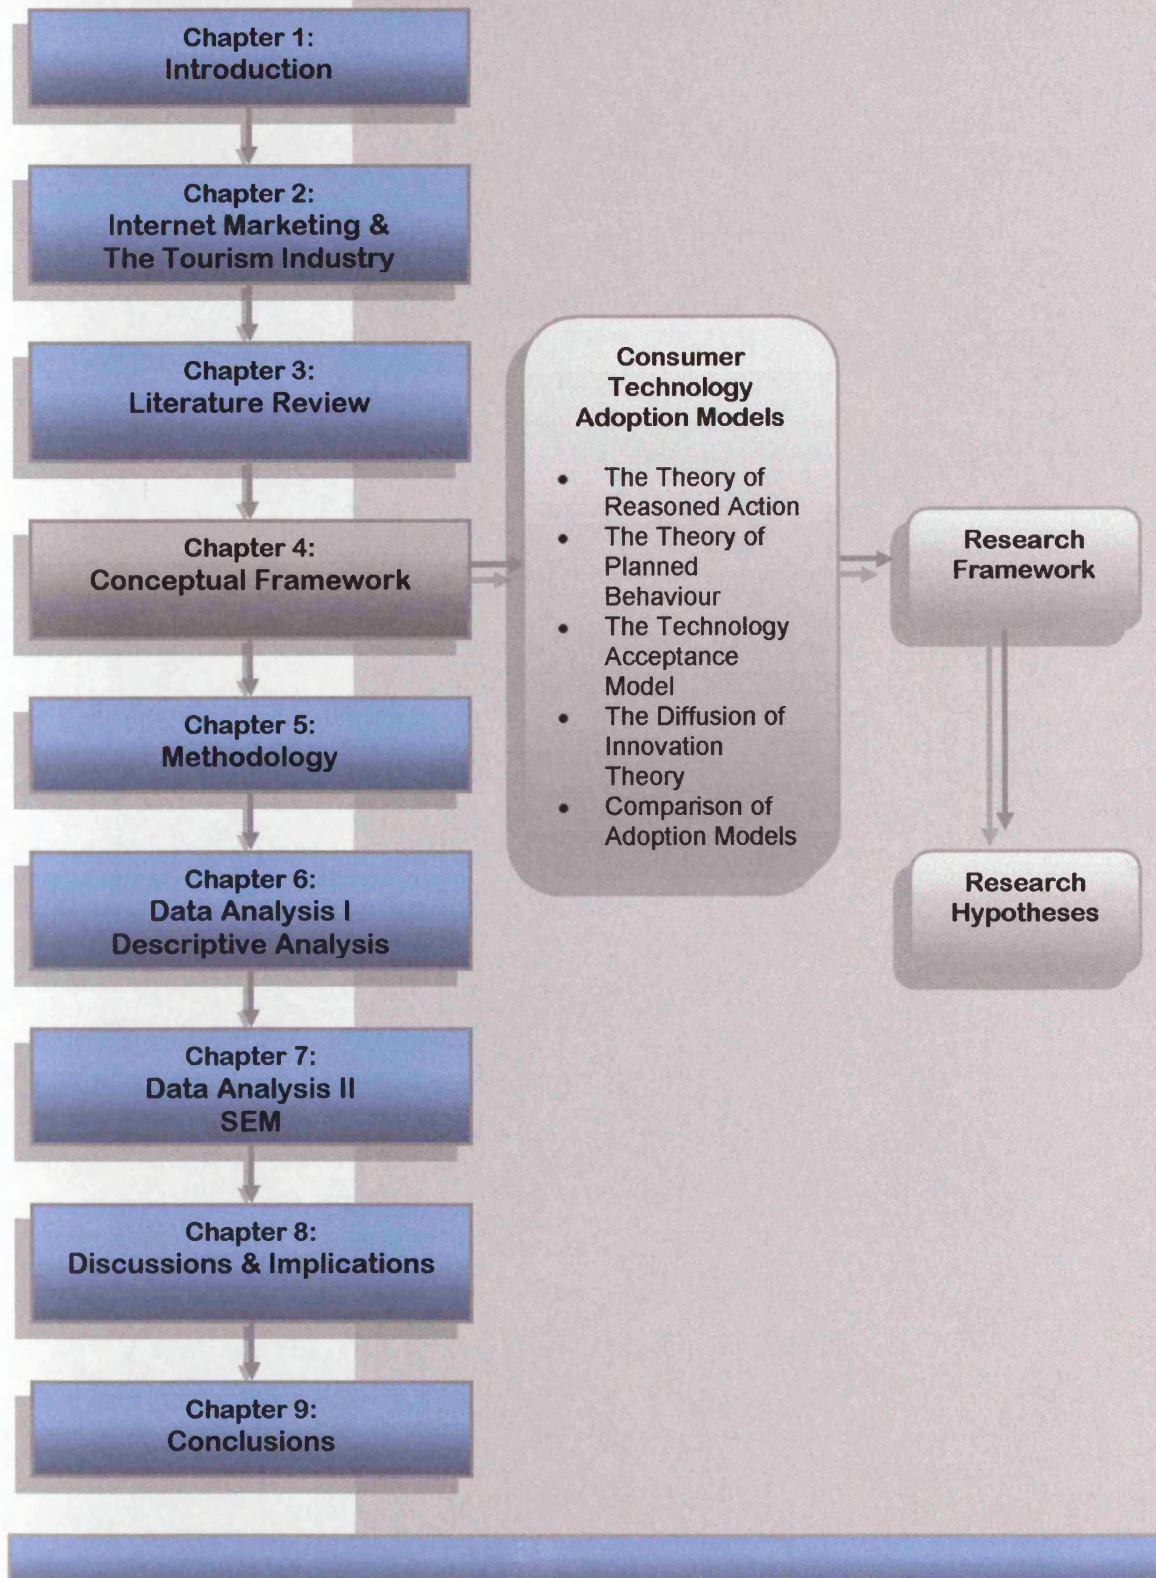 Chapter 1:
Introduction
Chapter 2:
Internet Marketing &
The Tourism Industry
Chapter 3:
Literature Review
Chapter 4:
Conceptual Framework
Consumer
Technology
Adoption Models
• The Theory of
Reasoned Action
• The Theory of
Planned
Behaviour
• The Technology
Acceptance
Model
• The Diffusion of
Innovation
Theory
• Comparison of
Adoption Models
Research
Framework
Research
Hypotheses
Chapter 5:
Methodology
Chapter 6:
Data Analysis I
Descriptive Analysis
Chapter 7:
Data Analysis II
SEM
Chapter 8:
Discussions & Implications
Chapter 9:
Conclusions